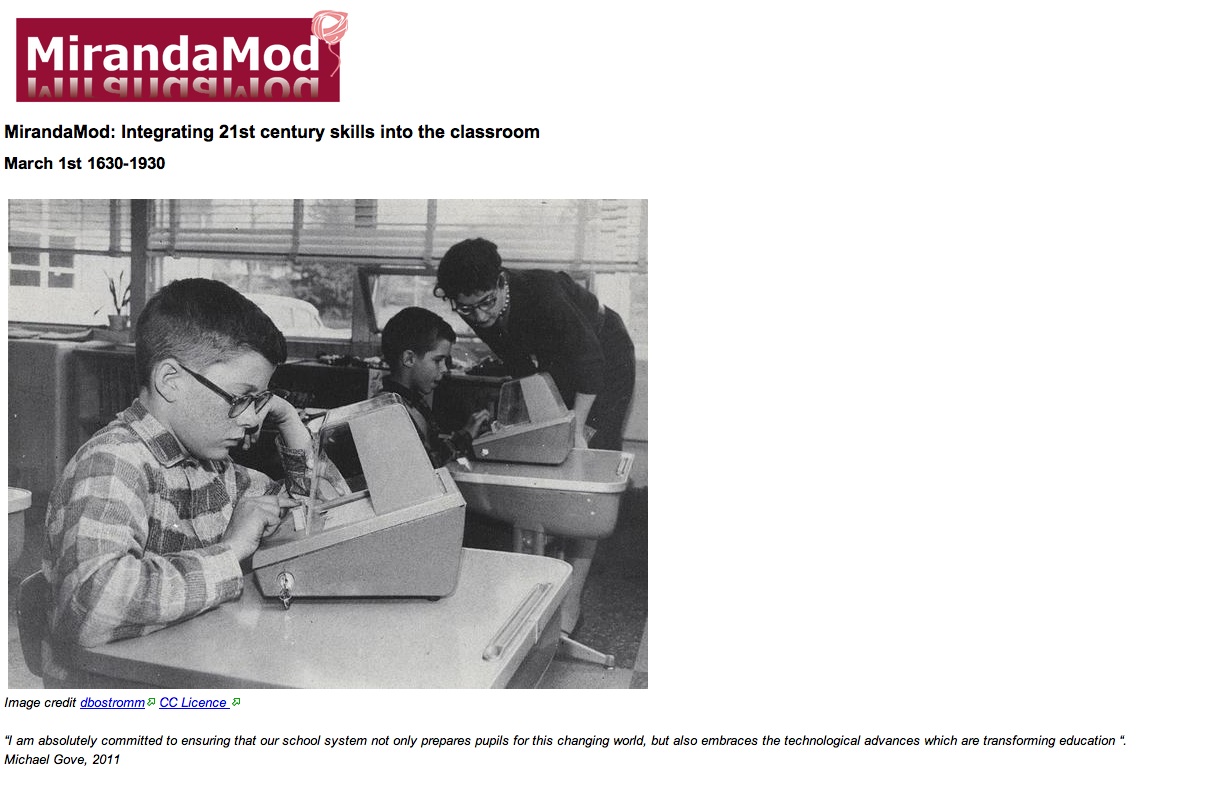 MirandaMod
MirandaMod: Integrating 21st century skills into the classroom
March 1st 1630-1930
Image credit dbostromm CC Licence
“I am absolutely committed to ensuring that our school system not only prepares pupils for this changing world, but also embraces the technological advances which are transforming education “.
Michael Gove, 2011